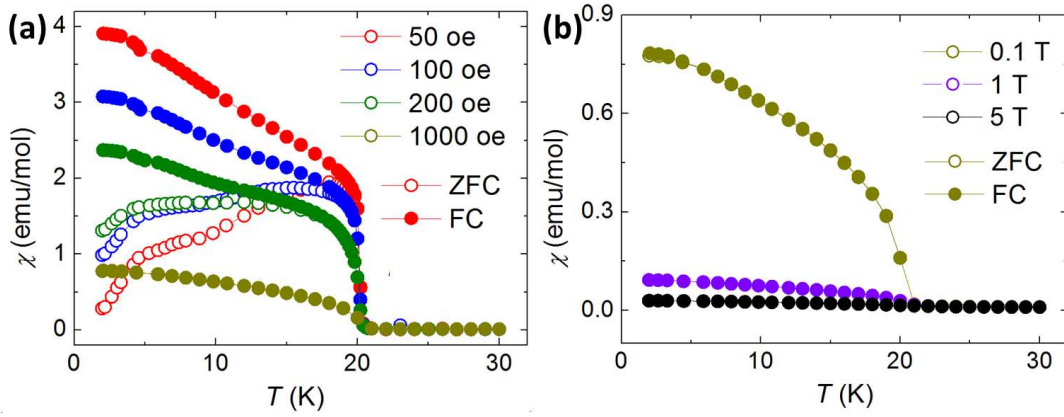 (a)
χ (emu/mol)
4
3
2
1
0
50 oe
100 oe
200 oe
1000 oe
ZFC
FC
0 10 20 30
T (K)
(b)
χ (emu/mol)
0.9
0.6
0.3
0.0
0.1 T
1 T
5 T
ZFC
FC
0 10 20 30
T (K)